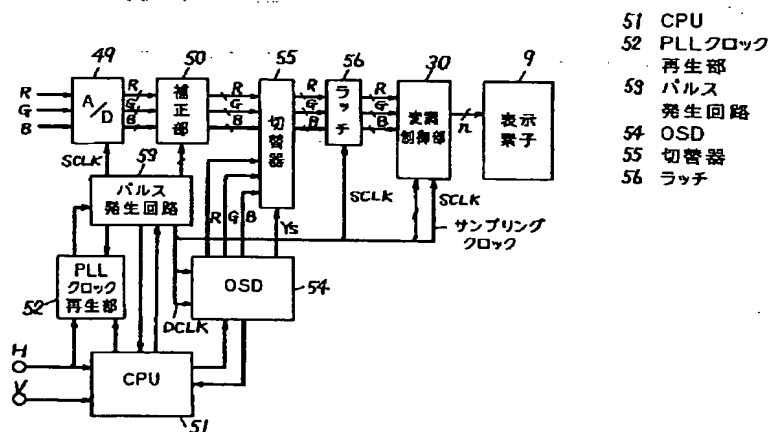 49
50
55
56
30
9
R
G
B
A/D
R
G
B
補正部
R
G
B
切替器
R
G
B
ラッチ
R
G
B
変調制御部
n
表示素子
SCLK
53
パルス
発生回路
R G B
Ys
SCLK
SCLK
サンプリング
クロック
PLL
クロック
再生部
52
DCLK
OSD
54
H
V
CPU
51
51 CPU
52 PLLクロック
再生部
53 パルス
発生回路
54 OSD
55 切替器
56 ラッチ